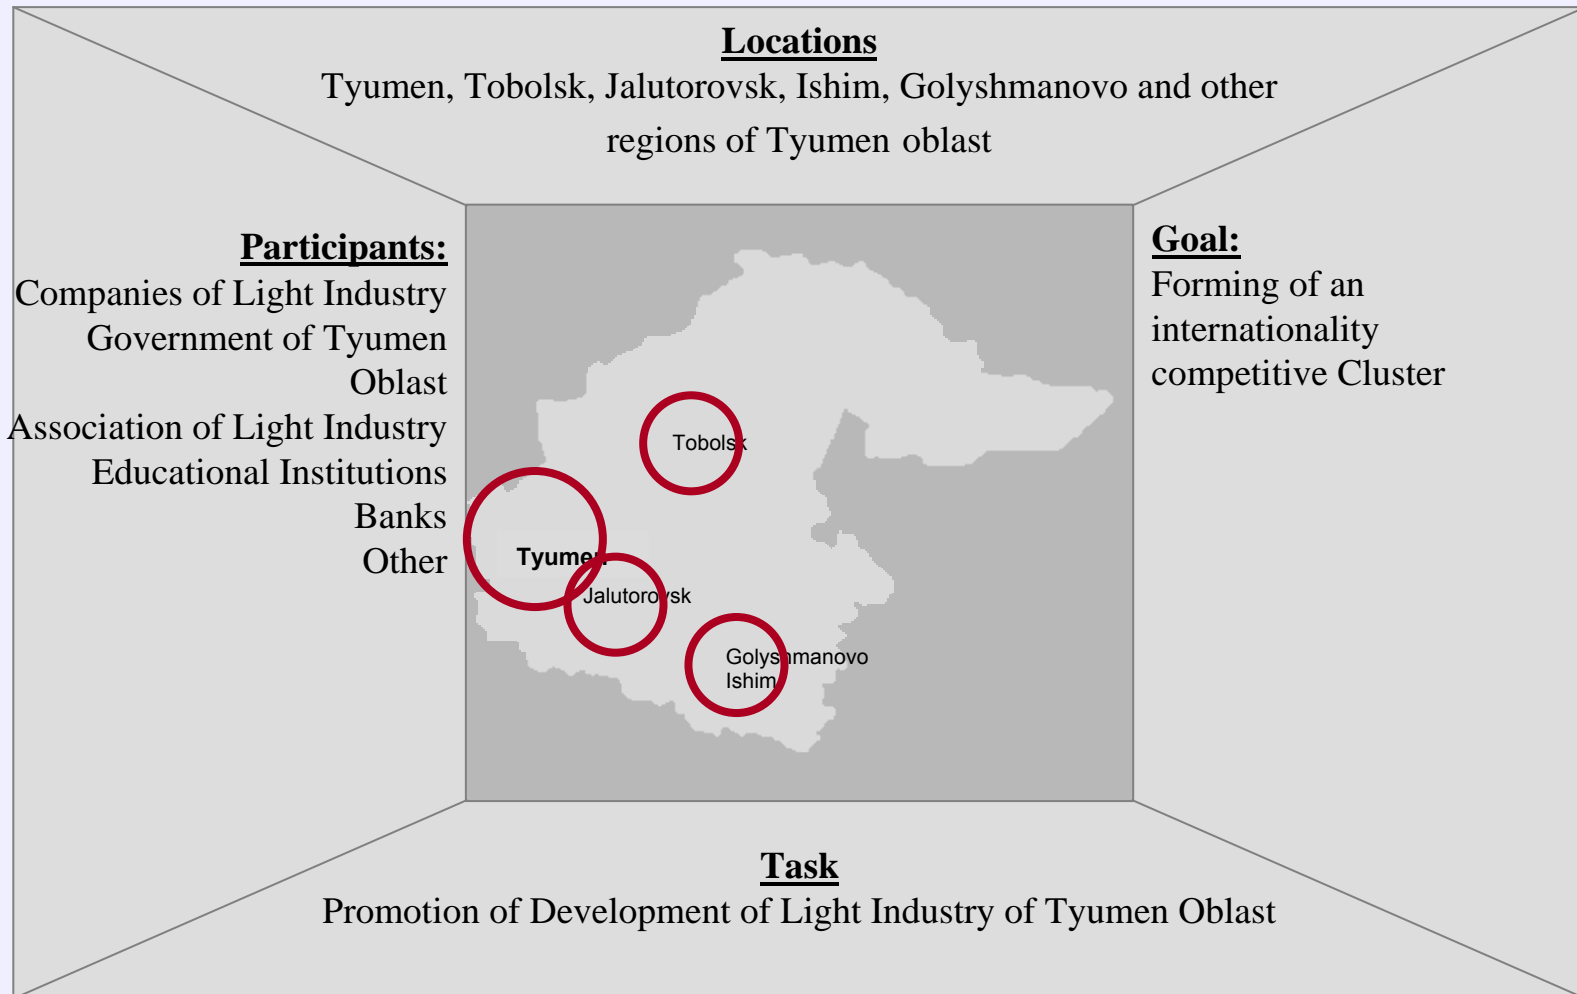 Locations
Tyumen, Tobolsk, Jalutorovsk, Ishim, Golyshmanovo and other
regions of Tyumen oblast
Participants:
Companies of Light Industry
Government of Tyumen
Oblast
Association of Light Industry
Educational Institutions
Banks
Other
Tobolsk
Tyumen
Jalutorovsk
Golyshmanovo
Ishim
Goal:
Forming of an
internationality
competitive Cluster
Task
Promotion of Development of Light Industry of Tyumen Oblast